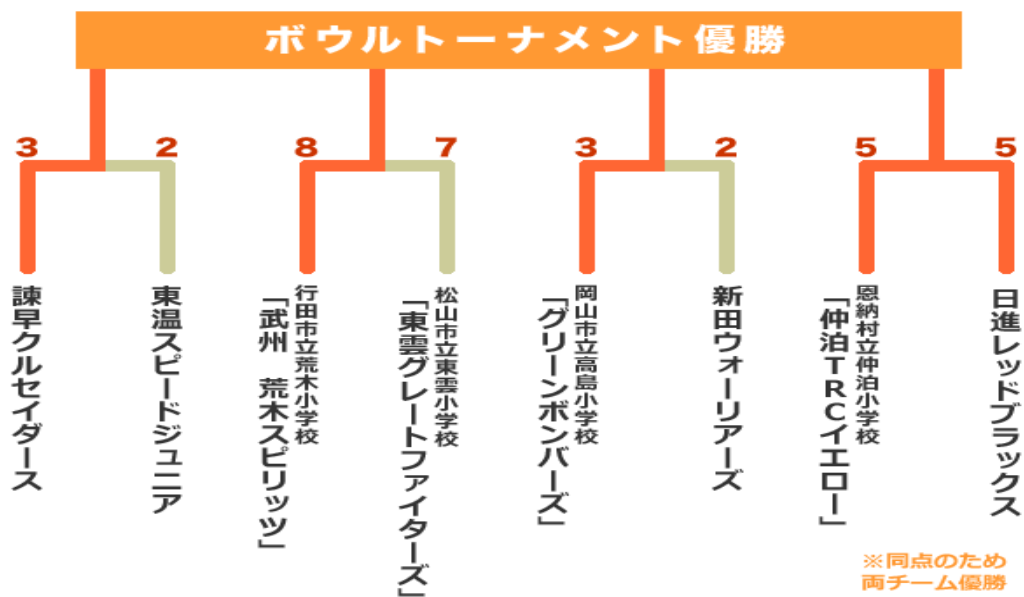 ボウルトーナメント優勝
3
2
8
7
3
2
5
5
諫早クルセイダース
東温スピードジュニア
行田市立荒木小学校
「武州　荒木スピリッツ」
松山市立東雲小学校
「東雲グレートファイターズ」
岡山市立高島小学校
「グリーンボンバーズ」
新田ウォーリアーズ
恩納村立仲泊小学校
「仲泊TRCイエロー」
日進レッドブラックス
※同点のため
両チーム優勝